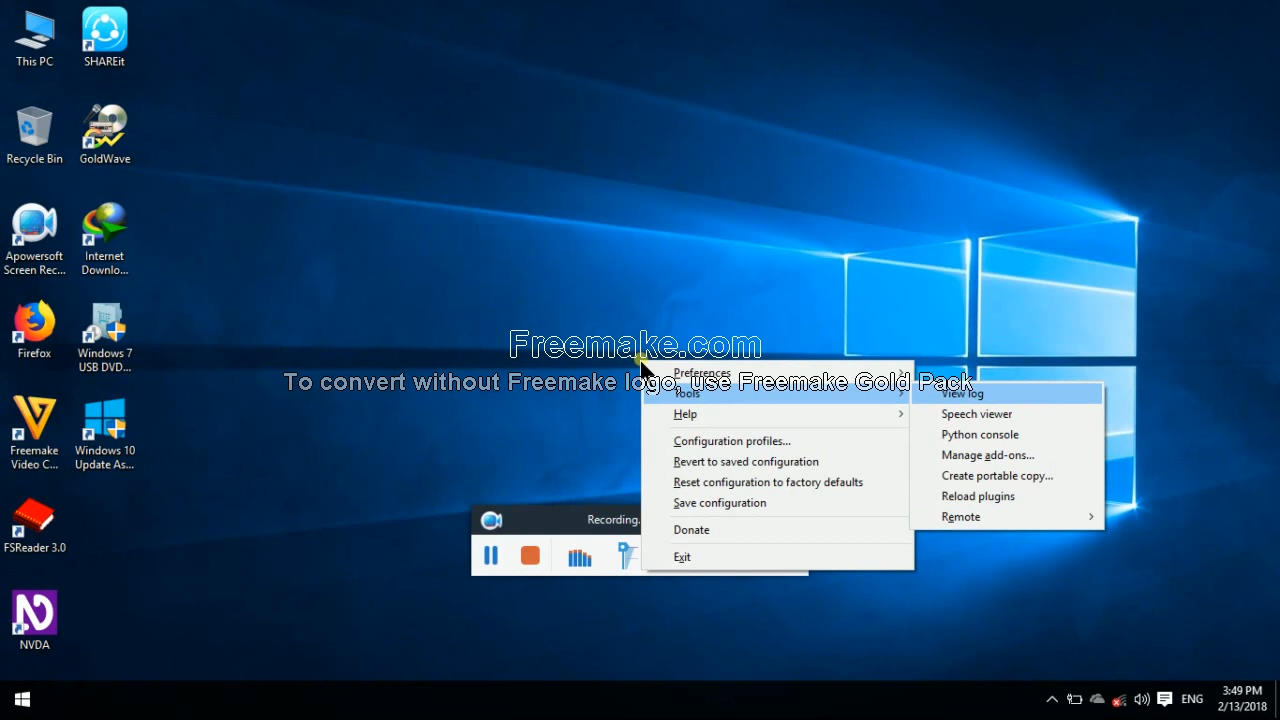 This PC
SHAREit
Recycle Bin
GoldWave
Apowersoft
Screen Rec...
Internet
Downlo...
Firefox
Windows 7
USB DVD...
Freemake
Video C...
Windows 10
Update As...
FSReader 3.0
NVDA
Freemake.com
To convert without Freemake logo, use Freemake Gold Pack
Preferences
Tools
Help
Configuration profiles...
Revert to saved configuration
Reset configuration to factory defaults
Save configuration
Donate
Exit
View log
Speech viewer
Python console
Manage add-ons...
Create portable copy...
Reload plugins
Remote
Recording.
ENG
3:49 PM
2/13/2018